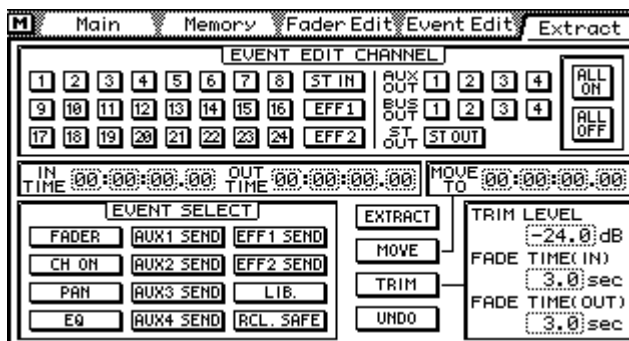 M Main Memory Fader Edit Event Edit Extract
EVENT EDIT CHANNEL
1 2 3 4 5 6 7 8 ST IN AUX OUT 1 2 3 4 ALL ON
9 10 11 12 13 14 15 16 EFF1 BUS OUT 1 2 3 4 ALL OFF
17 18 19 20 21 22 23 24 EFF2 ST OUT ST OUT
IN TIME 00:00:00.00 OUT TIME 00:00:00.00 MOVE TO 00:00:00.00
EVENT SELECT
FADER AUX1 SEND EFF1 SEND
CH ON AUX2 SEND EFF2 SEND
PAN AUX3 SEND LIB.
EQ AUX4 SEND RCL. SAFE
EXTRACT
MOVE
TRIM
UNDO
TRIM LEVEL
-24.0 dB
FADE TIME(IN)
3.0 sec
FADE TIME(OUT)
3.0 sec